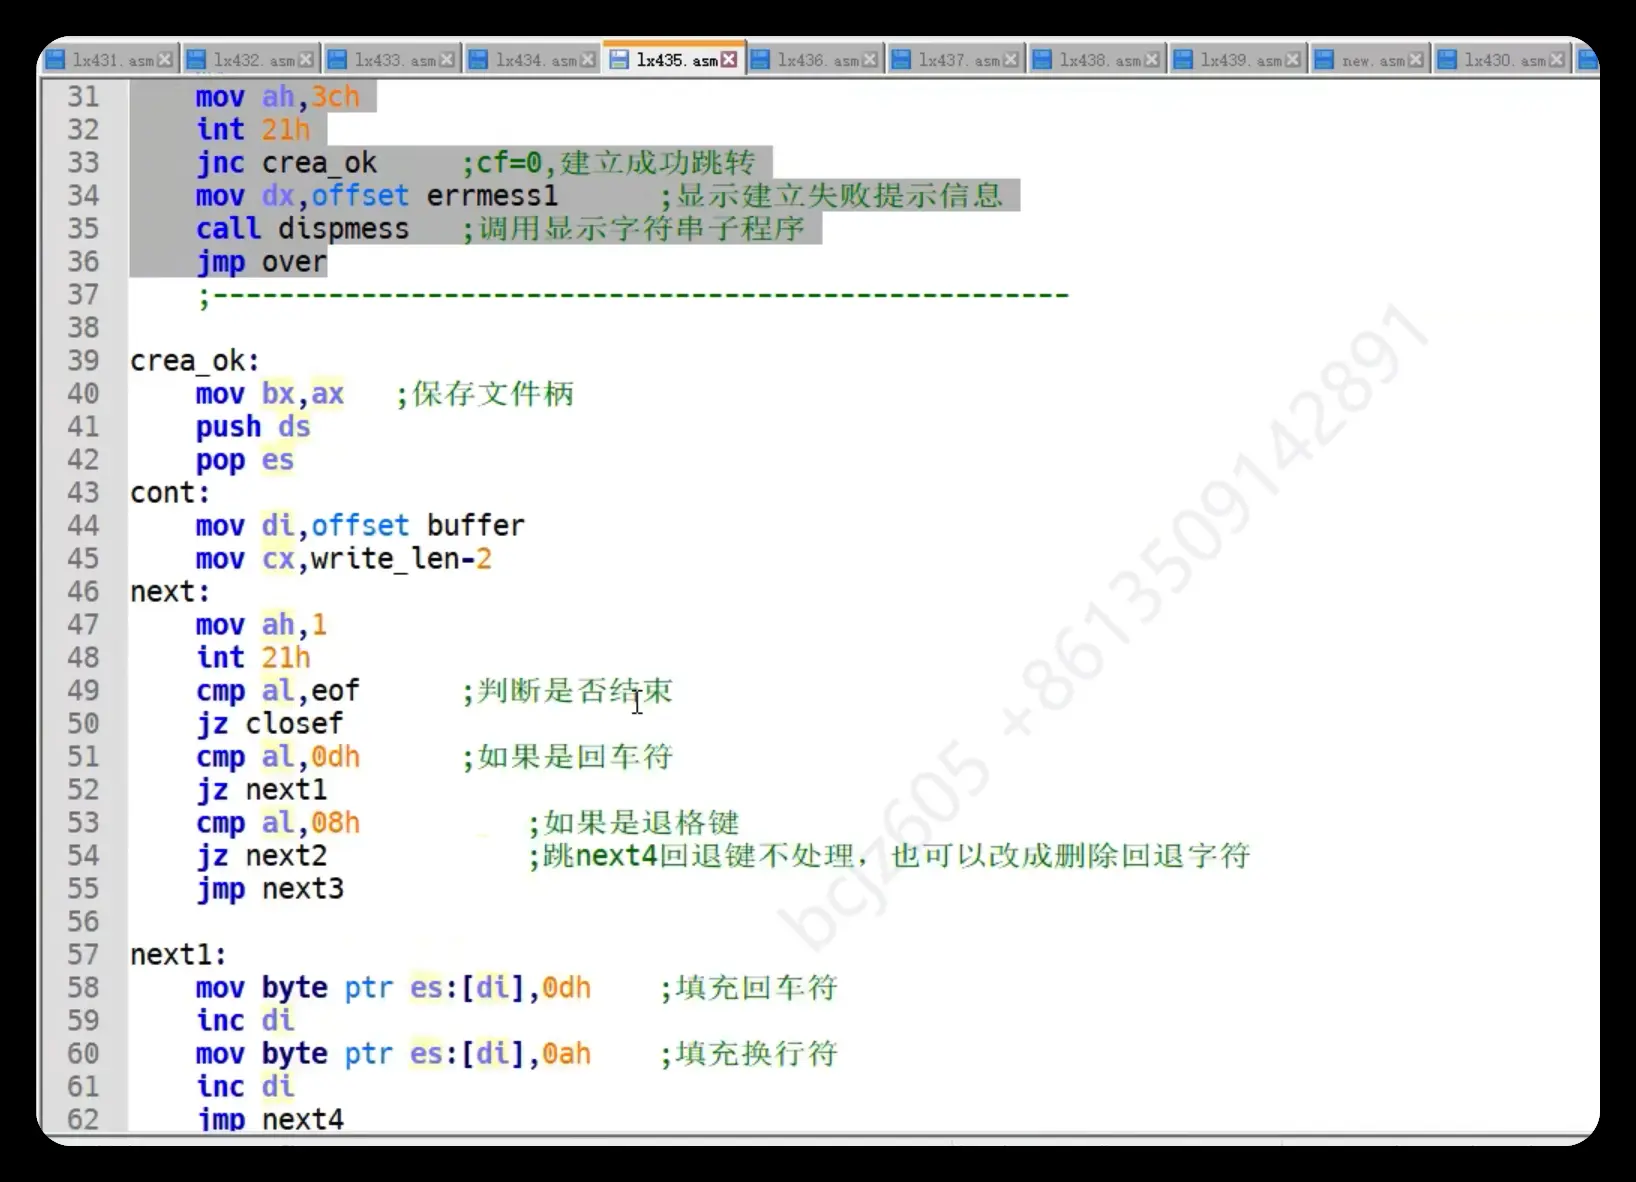 lx431.asm lx432.asm lx433.asm lx434.asm lx435.asm lx436.asm lx437.asm lx438.asm lx439.asm new.asm lx430.asm
31 mov ah,3ch
32 int 21h
33 jnc crea_ok ;cf=0,建立成功跳转
34 mov dx,offset errmess1 ;显示建立失败提示信息
35 call dispmess ;调用显示字符串子程序
36 jmp over
37 ;----------------------------------------------------
38
39 crea_ok:
40 mov bx,ax ;保存文件柄
41 push ds
42 pop es
43 cont:
44 mov di,offset buffer
45 mov cx,write_len-2
46 next:
47 mov ah,1
48 int 21h
49 cmp al,eof ;判断是否结束
50 jz closef
51 cmp al,0dh ;如果是回车符
52 jz next1
53 cmp al,08h ;如果是退格键
54 jz next2 ;跳next4回退键不处理，也可以改成删除回退字符
55 jmp next3
56
57 next1:
58 mov byte ptr es:[di],0dh ;填充回车符
59 inc di
60 mov byte ptr es:[di],0ah ;填充换行符
61 inc di
62 jmp next4
bcjz605 +8613509142891